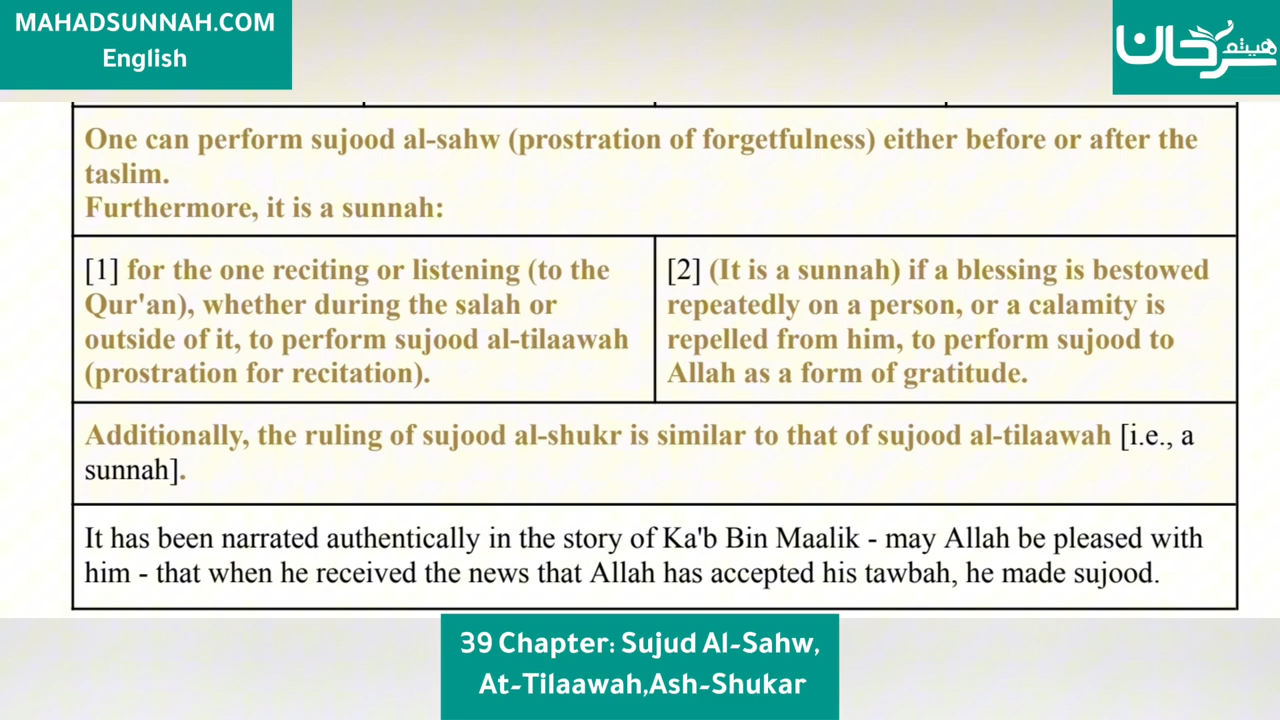 MAHADSUNNAH.COM
English
هيثم
سرحان
One can perform sujood al-sahw (prostration of forgetfulness) either before or after the
taslim.
Furthermore, it is a sunnah:
[1] for the one reciting or listening (to the
Qur'an), whether during the salah or
outside of it, to perform sujood al-tilaawah
(prostration for recitation).
[2] (It is a sunnah) if a blessing is bestowed
repeatedly on a person, or a calamity is
repelled from him, to perform sujood to
Allah as a form of gratitude.
Additionally, the ruling of sujood al-shukr is similar to that of sujood al-tilaawah [i.e., a
sunnah].
It has been narrated authentically in the story of Ka'b Bin Maalik - may Allah be pleased with
him - that when he received the news that Allah has accepted his tawbah, he made sujood.
39 Chapter: Sujud Al-Sahw,
At-Tilaawah,Ash-Shukar